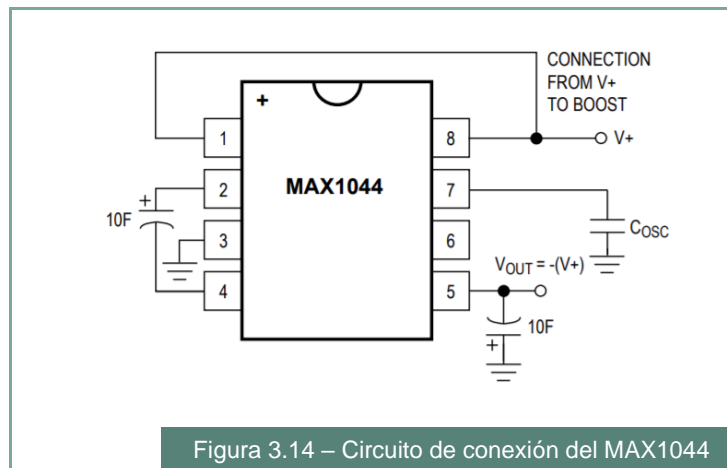 CONNECTION
FROM V+
TO BOOST
+
1
8
V+
MAX1044
2
7
+
10F
3
6
COSC
VOUT = -(V+)
4
5
10F
+
Figura 3.14 – Circuito de conexión del MAX1044